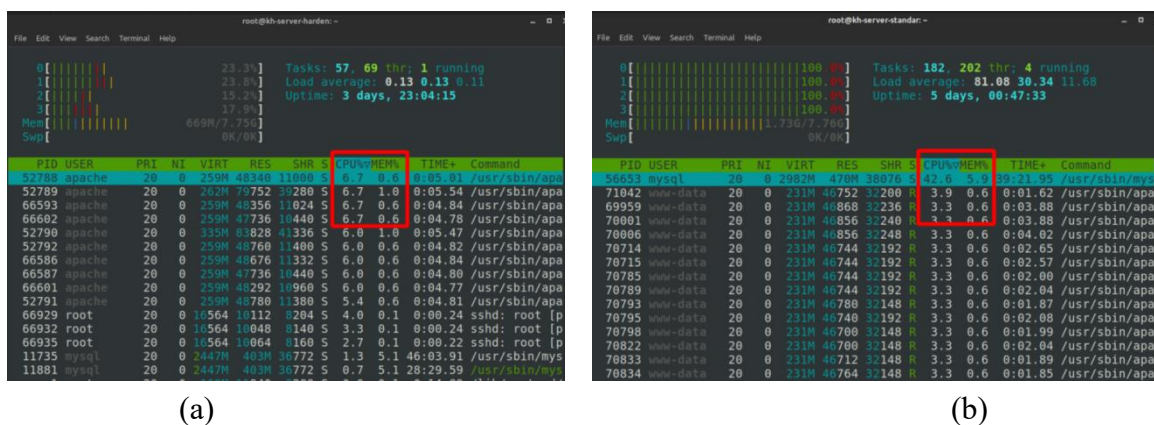 root@kh-server-harden: ~
File Edit View Search Terminal Help
0[ 23.3%] Tasks: 57, 69 thr; 1 running
1[ 23.8%] Load average: 0.13 0.13 0.11
2[ 15.2%] Uptime: 3 days, 23:04:15
3[ 17.9%]
Mem[ 669M/7.75G]
Swp[ 0K/0K]
PID USER PRI NI VIRT RES SHR S CPU%▽MEM% TIME+ Command
52788 apache 20 0 259M 48340 11000 S 6.7 0.6 0:05.01 /usr/sbin/apa
52789 apache 20 0 262M 79752 39280 S 6.7 1.0 0:05.54 /usr/sbin/apa
66593 apache 20 0 259M 48356 11024 S 6.7 0.6 0:04.84 /usr/sbin/apa
66602 apache 20 0 259M 47736 10440 S 6.7 0.6 0:04.78 /usr/sbin/apa
52790 apache 20 0 335M 83828 41336 S 6.0 1.0 0:05.47 /usr/sbin/apa
52792 apache 20 0 259M 48760 11400 S 6.0 0.6 0:04.82 /usr/sbin/apa
66586 apache 20 0 259M 48676 11332 S 6.0 0.6 0:04.84 /usr/sbin/apa
66587 apache 20 0 259M 47736 10440 S 6.0 0.6 0:04.80 /usr/sbin/apa
66601 apache 20 0 259M 48292 10960 S 6.0 0.6 0:04.77 /usr/sbin/apa
52791 apache 20 0 259M 48780 11380 S 5.4 0.6 0:04.81 /usr/sbin/apa
66929 root 20 0 16564 10112 8204 S 4.0 0.1 0:00.24 sshd: root [p
66932 root 20 0 16564 10048 8140 S 3.3 0.1 0:00.24 sshd: root [p
66935 root 20 0 16564 10064 8160 S 2.7 0.1 0:00.22 sshd: root [p
11735 mysql 20 0 2447M 403M 36772 S 1.3 5.1 46:03.91 /usr/sbin/mys
11881 mysql 20 0 2447M 403M 36772 S 0.7 5.1 28:29.59 /usr/sbin/mys
(a)
root@kh-server-standar: ~
File Edit View Search Terminal Help
0[ 100.0%] Tasks: 182, 202 thr; 4 running
1[ 100.0%] Load average: 81.08 30.34 11.68
2[ 100.0%] Uptime: 5 days, 00:47:33
3[ 100.0%]
Mem[ 1.73G/7.76G]
Swp[ 0K/0K]
PID USER PRI NI VIRT RES SHR S CPU%▽MEM% TIME+ Command
56653 mysql 20 0 2982M 470M 38076 S 42.6 5.9 39:21.95 /usr/sbin/mys
71042 www-data 20 0 231M 46752 32200 R 3.9 0.6 0:01.62 /usr/sbin/apa
69959 www-data 20 0 231M 46868 32236 R 3.3 0.6 0:03.88 /usr/sbin/apa
70001 www-data 20 0 231M 46856 32240 R 3.3 0.6 0:03.88 /usr/sbin/apa
70006 www-data 20 0 231M 46856 32248 R 3.3 0.6 0:04.02 /usr/sbin/apa
70714 www-data 20 0 231M 46744 32192 R 3.3 0.6 0:02.65 /usr/sbin/apa
70715 www-data 20 0 231M 46744 32192 R 3.3 0.6 0:02.57 /usr/sbin/apa
70785 www-data 20 0 231M 46744 32192 R 3.3 0.6 0:02.00 /usr/sbin/apa
70789 www-data 20 0 231M 46744 32192 R 3.3 0.6 0:02.04 /usr/sbin/apa
70793 www-data 20 0 231M 46780 32148 R 3.3 0.6 0:01.87 /usr/sbin/apa
70795 www-data 20 0 231M 46740 32192 R 3.3 0.6 0:02.08 /usr/sbin/apa
70798 www-data 20 0 231M 46700 32148 R 3.3 0.6 0:01.99 /usr/sbin/apa
70822 www-data 20 0 231M 46700 32148 R 3.3 0.6 0:02.04 /usr/sbin/apa
70833 www-data 20 0 231M 46712 32148 R 3.3 0.6 0:01.89 /usr/sbin/apa
70834 www-data 20 0 231M 46764 32192 R 3.3 0.6 0:01.85 /usr/sbin/apa
(b)